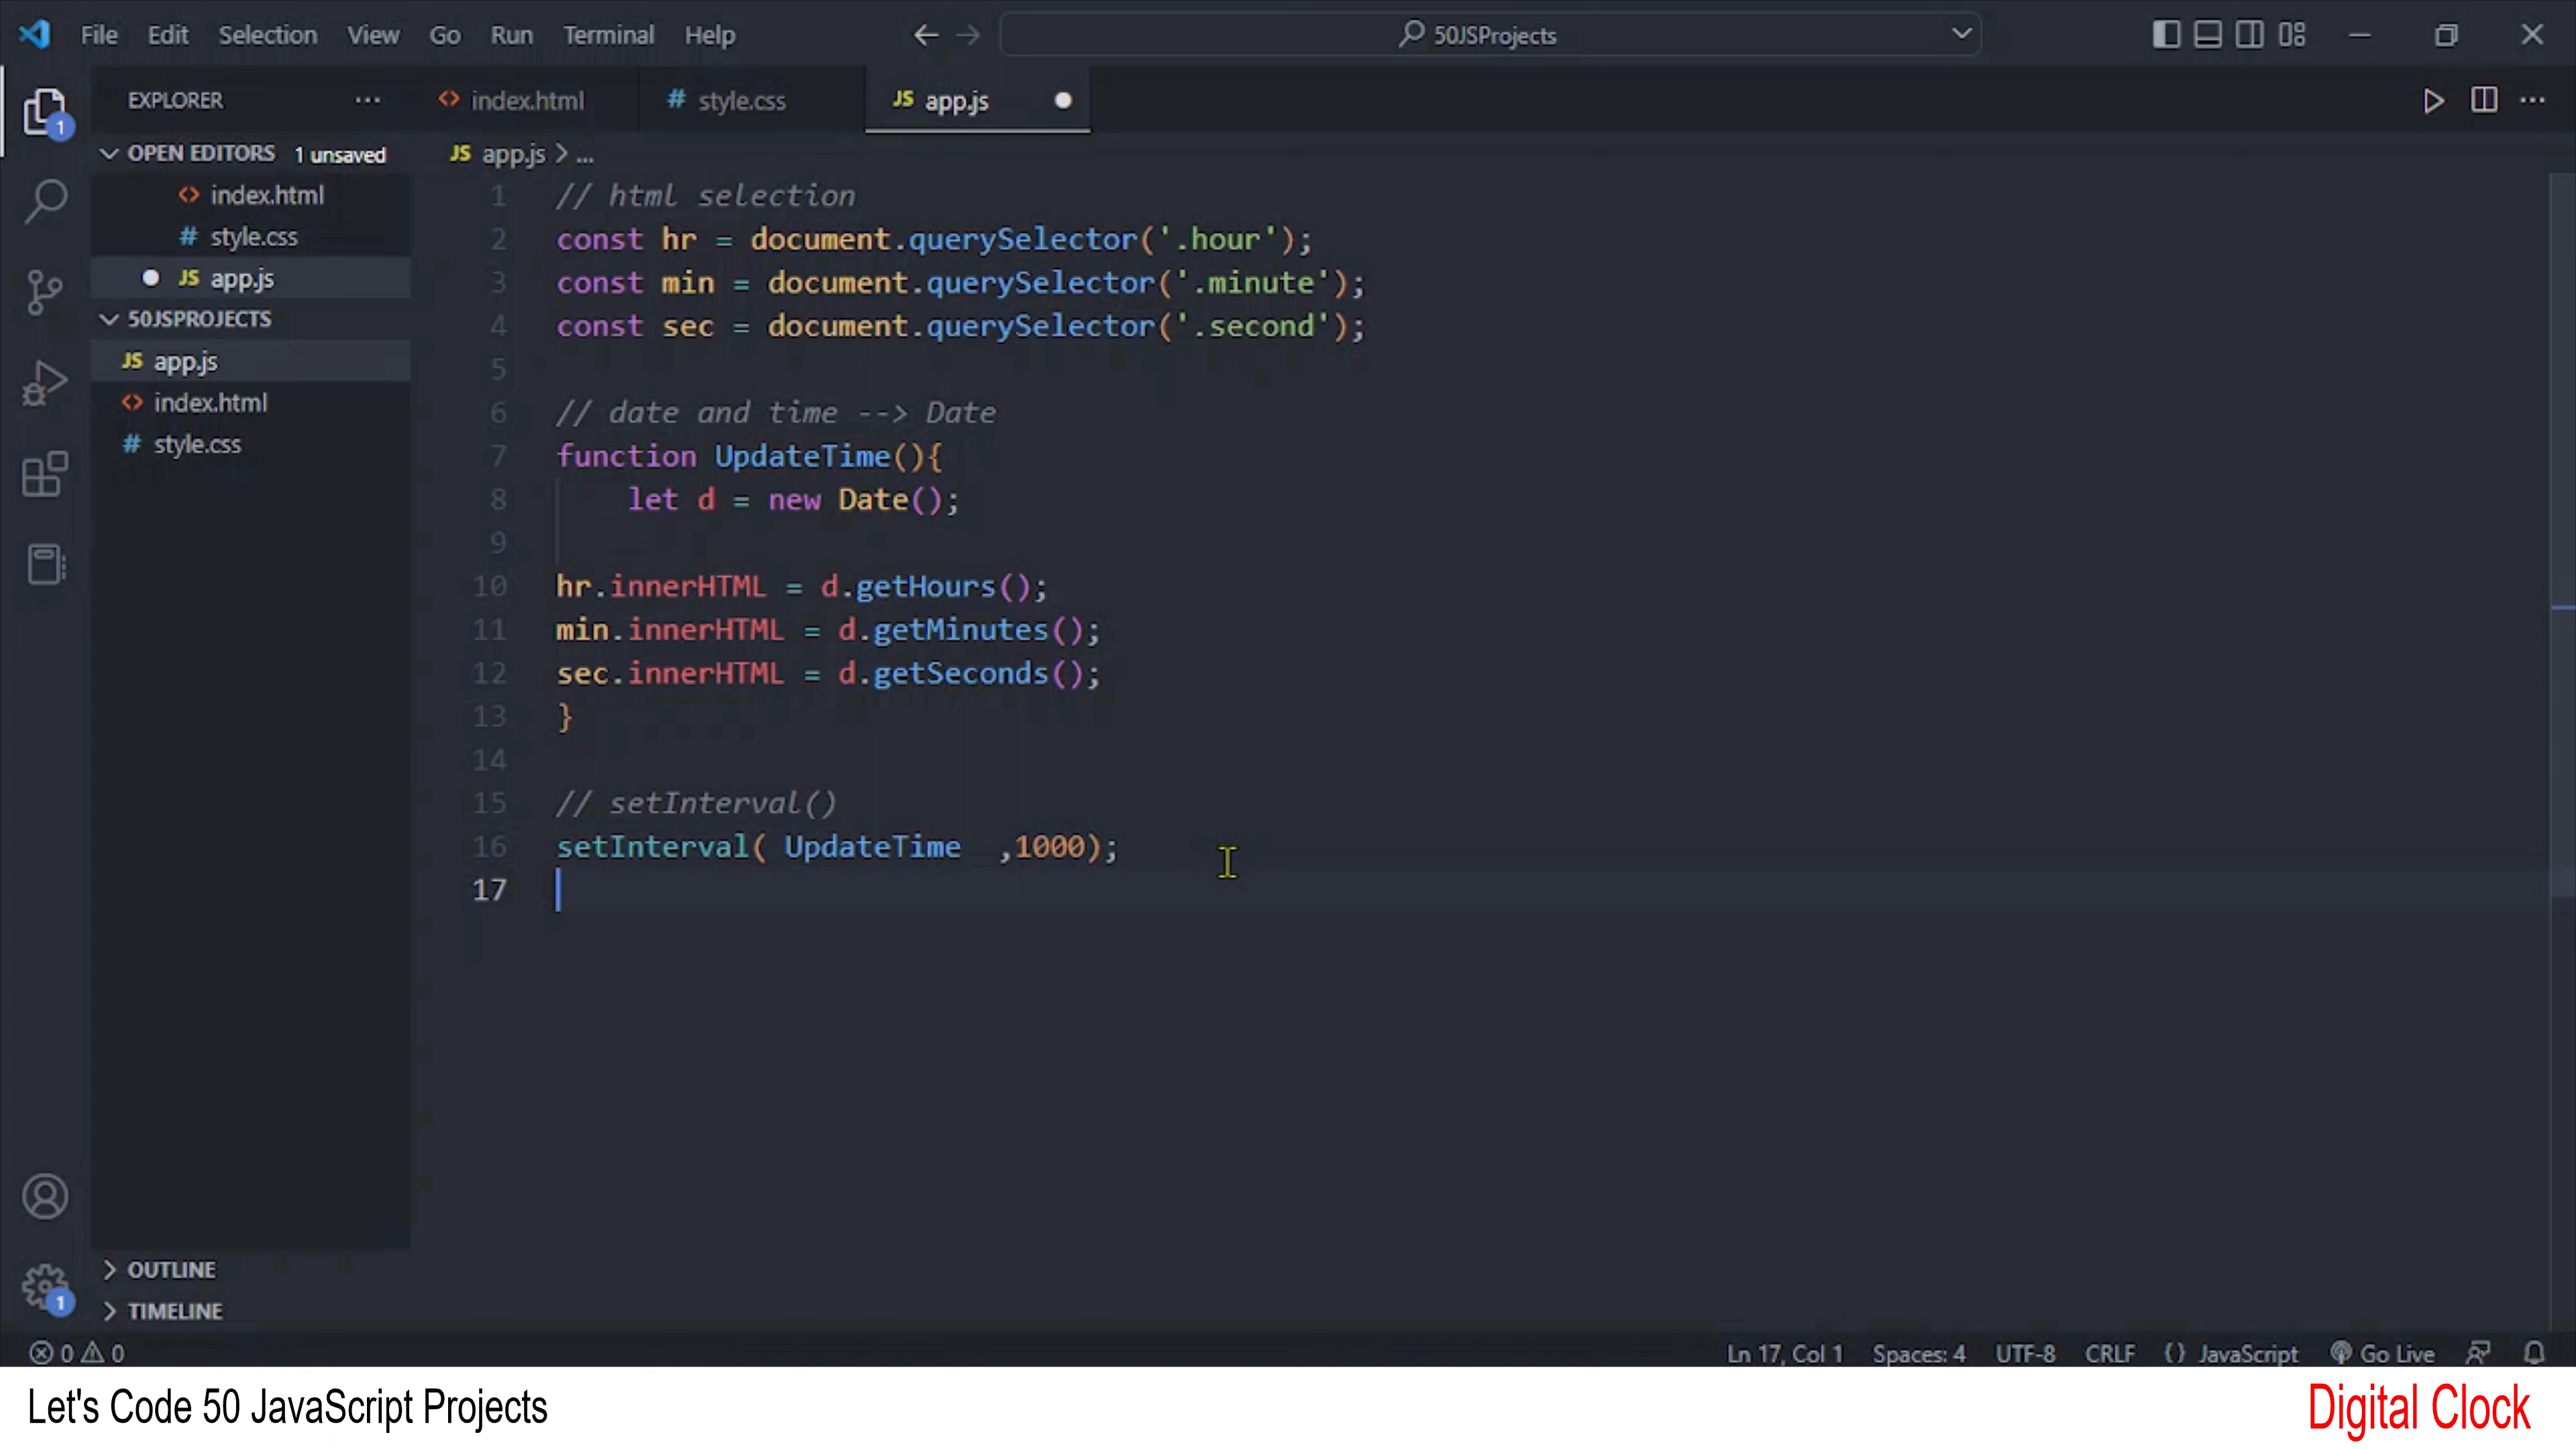 File Edit Selection View Go Run Terminal Help
50JSProjects
EXPLORER
index.html
# style.css
JS app.js
1
OPEN EDITORS 1 unsaved
JS app.js > ...
index.html
# style.css
JS app.js
50JSPROJECTS
JS app.js
index.html
# style.css
1 // html selection
2 const hr = document.querySelector('.hour');
3 const min = document.querySelector('.minute');
4 const sec = document.querySelector('.second');
5
6 // date and time --> Date
7 function UpdateTime(){
8 let d = new Date();
9
10 hr.innerHTML = d.getHours();
11 min.innerHTML = d.getMinutes();
12 sec.innerHTML = d.getSeconds();
13 }
14
15 // setInterval()
16 setInterval( UpdateTime  ,1000);
17
OUTLINE
1
TIMELINE
0 0
Ln 17, Col 1 Spaces: 4 UTF-8 CRLF {} JavaScript Go Live
Let's Code 50 JavaScript Projects
Digital Clock